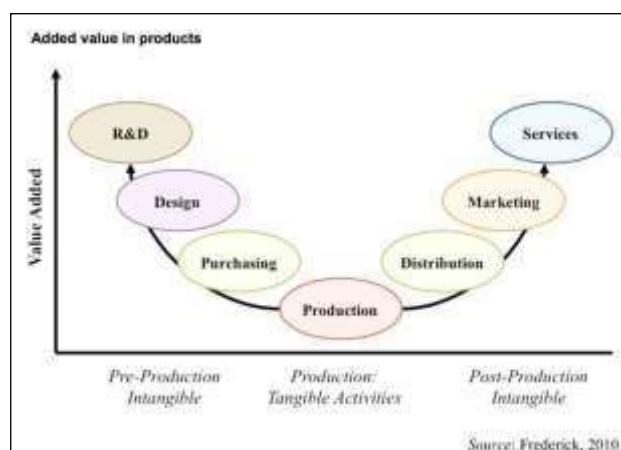 Added value in products
Value Added
R&D
Services
Design
Marketing
Purchasing
Distribution
Production
Pre-Production
Intangible
Production:
Tangible Activities
Post-Production
Intangible
Source: Frederick, 2010